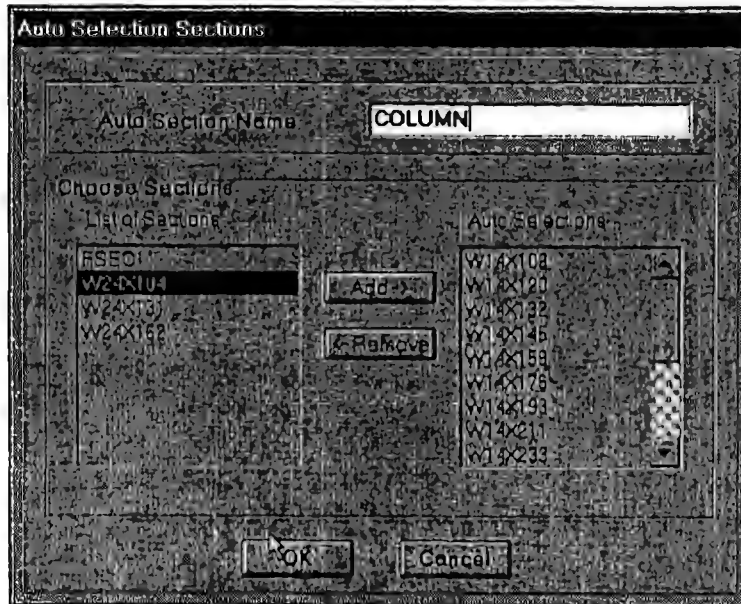 Auto Selection Sections
Auto Section Name
COLUMN
Choose Sections
List of Sections
FSEC1
W24X104
W24X131
W24X162
Add ->
<- Remove
Auto Selections
W14X109
W14X120
W14X132
W14X145
W14X159
W14X176
W14X193
W14X211
W14X233
OK
Cancel